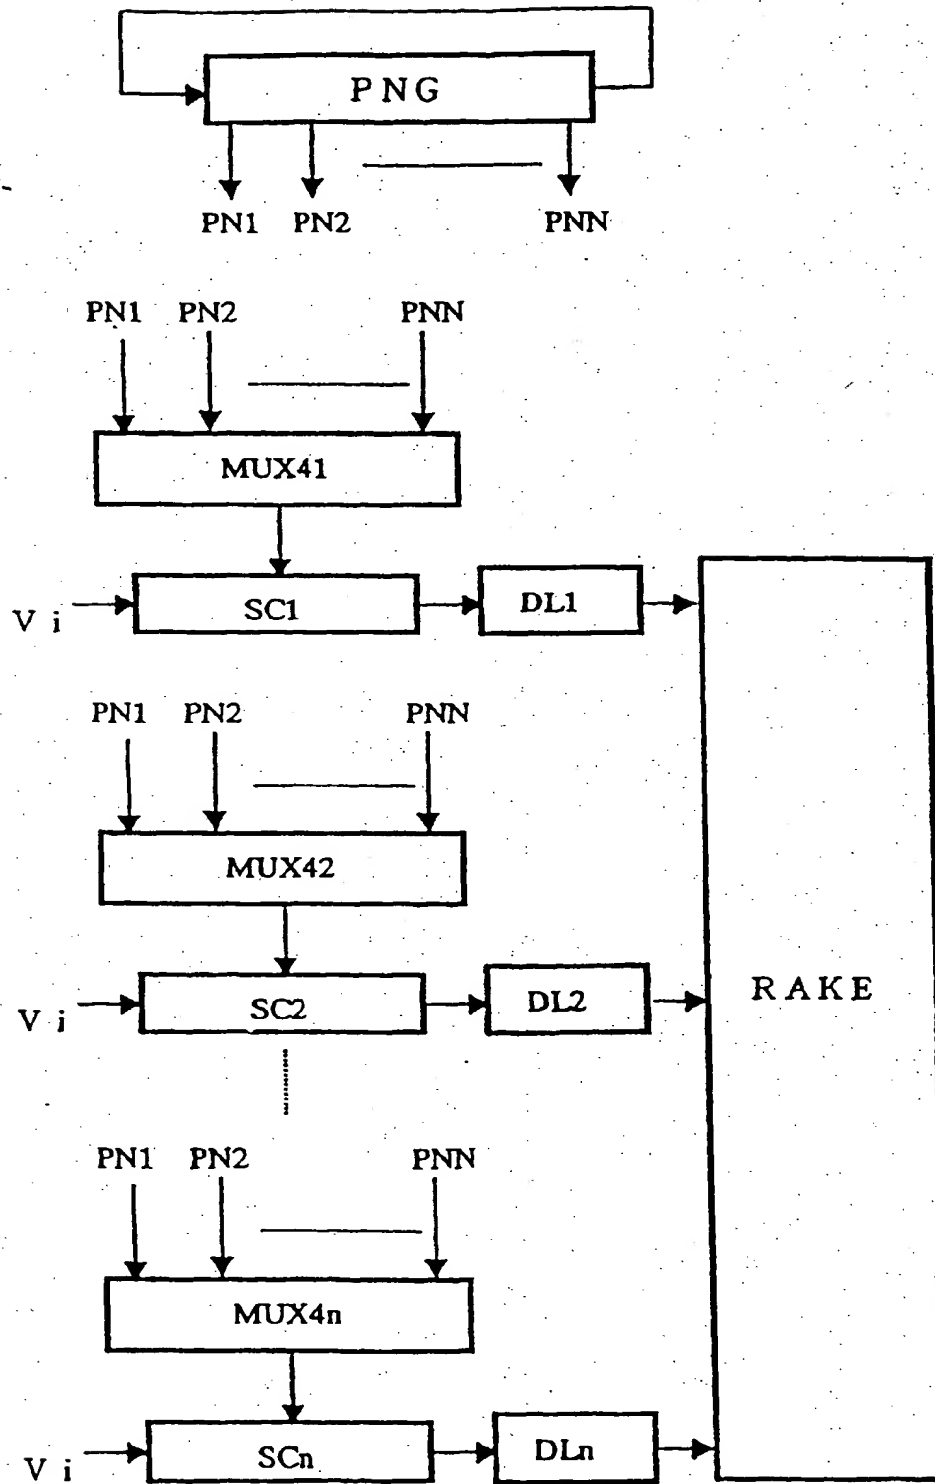 PNG
PN1 PN2 PNN
PN1 PN2 PNN
MUX41
SC1 DL1
V i
PN1 PN2 PNN
MUX42
RAKE
SC2 DL2
V i
PN1 PN2 PNN
MUX4n
SCn DLn
V i